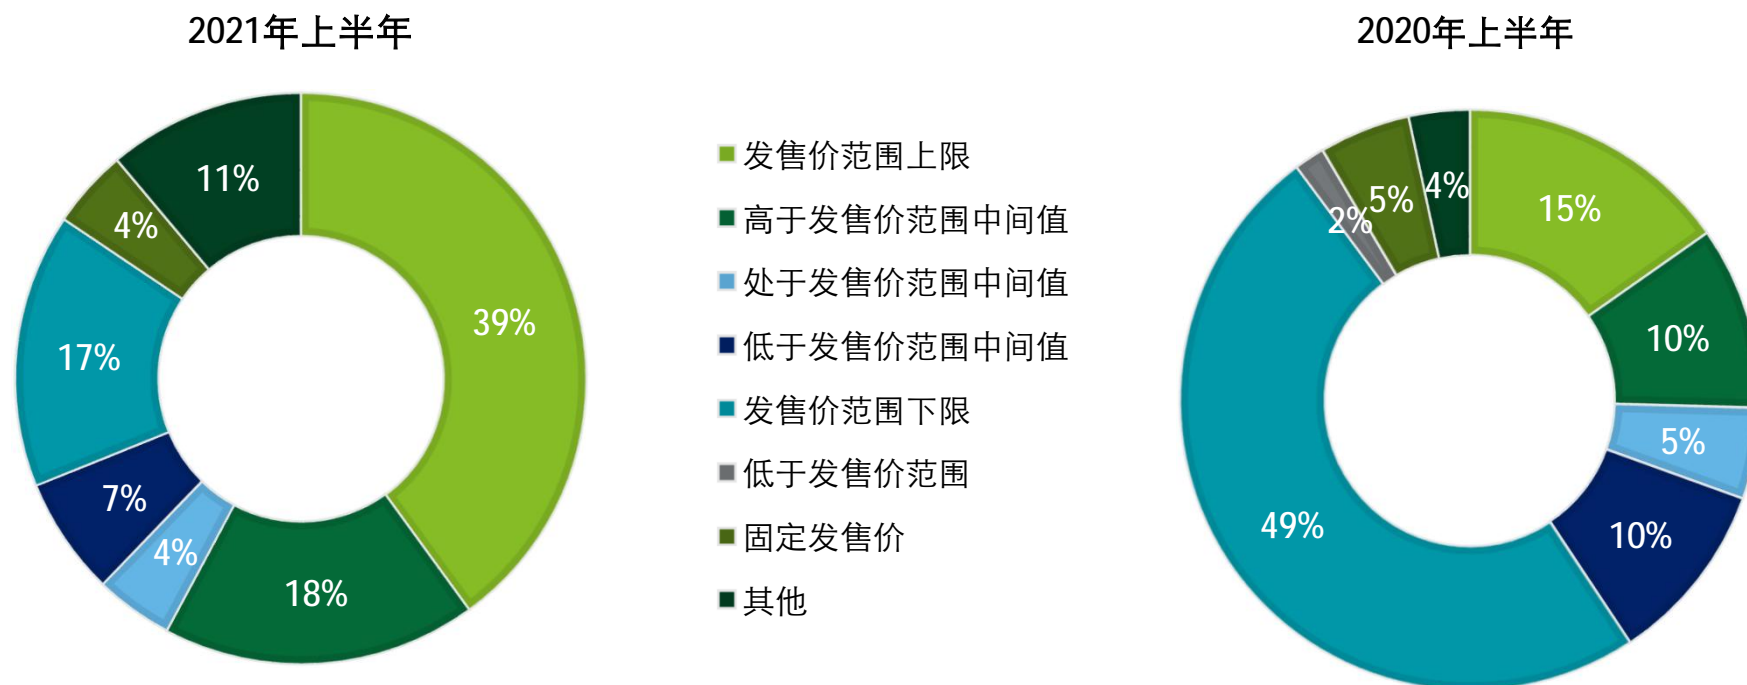 2021年上半年
39%
18%
4%
7%
17%
4%
11%
发售价范围上限
高于发售价范围中间值
处于发售价范围中间值
低于发售价范围中间值
发售价范围下限
低于发售价范围
固定发售价
其他
2020年上半年
15%
10%
5%
10%
49%
2%
5%
4%